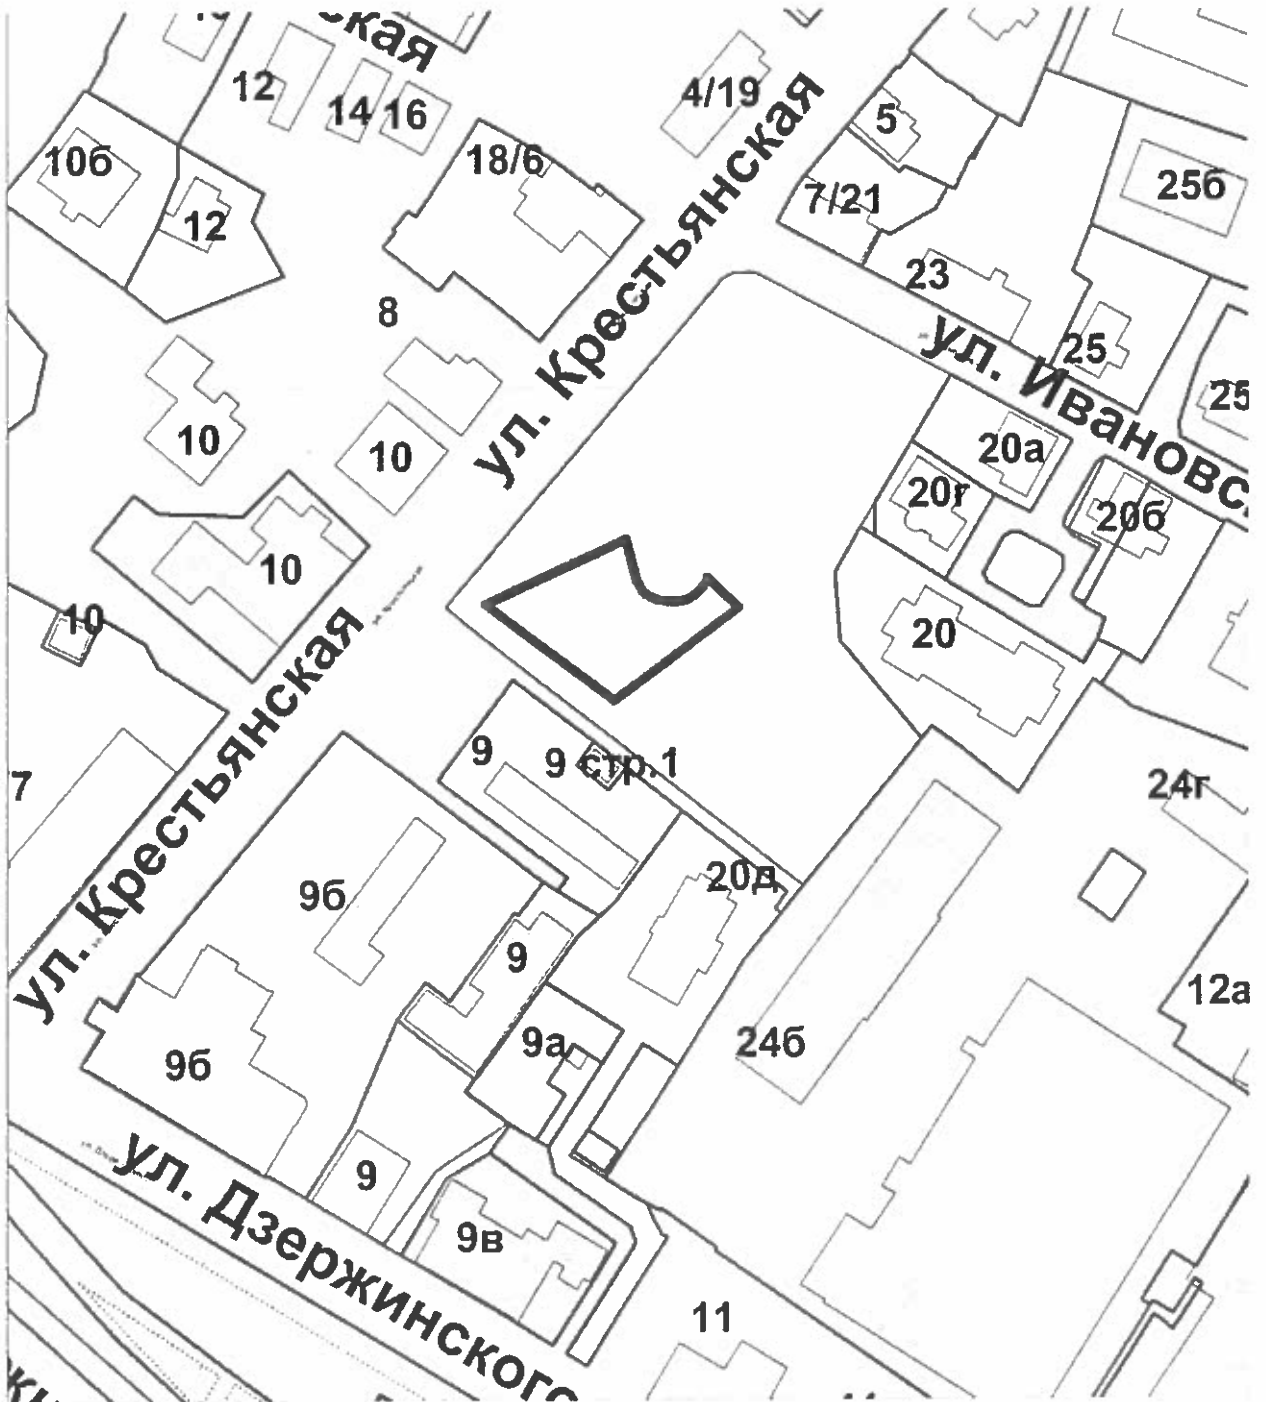 ская
12
14
16
4/19
5
10б
18/6
25б
7/21
12
23
8
ул. Крестьянская
ул. Ивановс
25
25
10
10
20а
20г
20б
10
10
20
ул. Крестьянская
9
9 стр.1
7
24г
20д
9б
9
12а
9а
24б
9б
ул. Дзержинского
9
9в
11